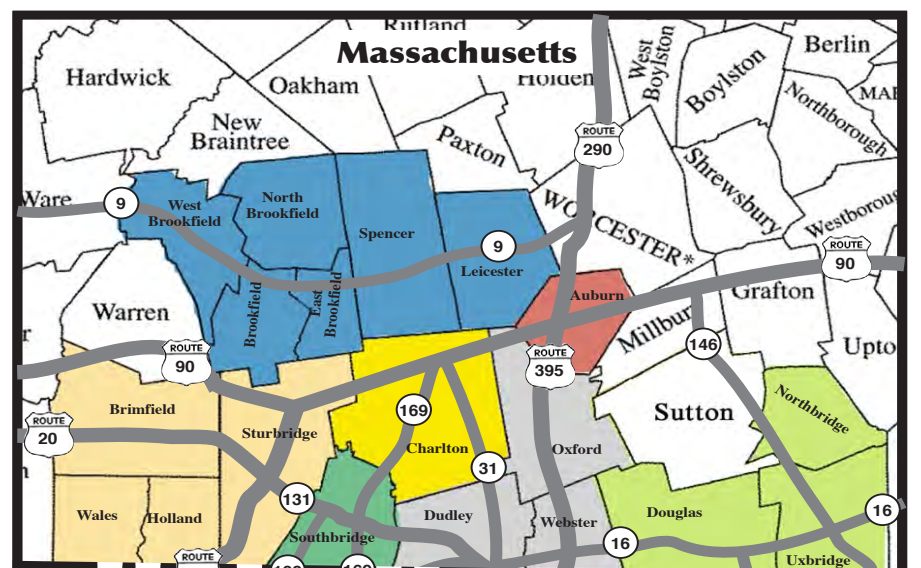 Rutland
Massachusetts
Berlin
West
Boylston
Hardwick
Oakham
Holden
Boylston
Northborough
New
Braintree
Paxton
ROUTE
290
Shrewsbury
Ware
9
West
Brookfield
North
Brookfield
Spencer
WORCESTER*
9
Leicester
ROUTE
90
Auburn
Grafton
Warren
Brookfield
East
Brookfield
146
Upto
ROUTE
90
ROUTE
395
Brimfield
169
Sutton
Northbridge
ROUTE
20
Sturbridge
Charlton
Oxford
31
131
Wales
Holland
Southbridge
Dudley
Webster
Douglas
16
16
Uxbridge
ROUTE